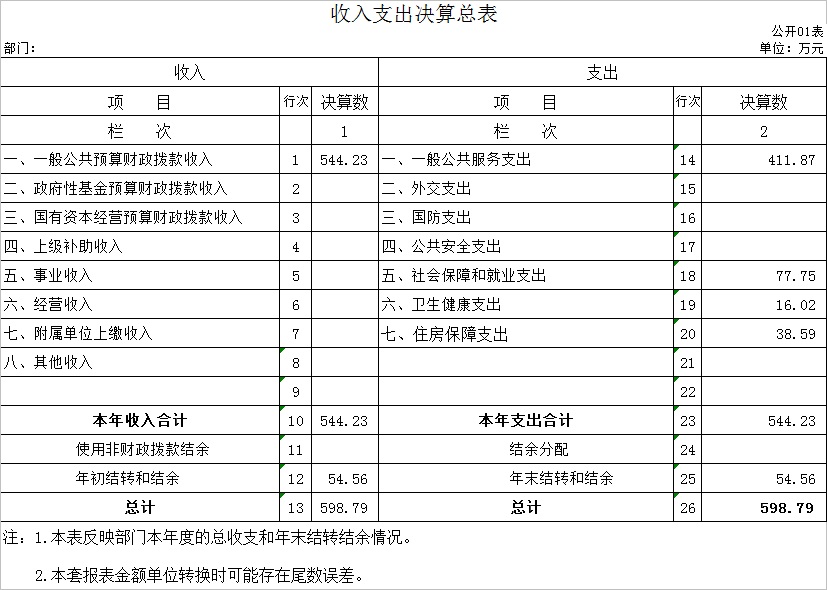 收入支出决算总表
公开01表
部门： 单位：万元
收入 支出
项 目 行次 决算数 项 目 行次 决算数
栏 次 1 栏 次 2
一、一般公共预算财政拨款收入 1 544.23 一、一般公共服务支出 14 411.87
二、政府性基金预算财政拨款收入 2 二、外交支出 15
三、国有资本经营预算财政拨款收入 3 三、国防支出 16
四、上级补助收入 4 四、公共安全支出 17
五、事业收入 5 五、社会保障和就业支出 18 77.75
六、经营收入 6 六、卫生健康支出 19 16.02
七、附属单位上缴收入 7 七、住房保障支出 20 38.59
八、其他收入 8 21
9 22
本年收入合计 10 544.23 本年支出合计 23 544.23
使用非财政拨款结余 11 结余分配 24
年初结转和结余 12 54.56 年末结转和结余 25 54.56
总计 13 598.79 总计 26 598.79
注：1.本表反映部门本年度的总收支和年末结转结余情况。
2.本套报表金额单位转换时可能存在尾数误差。